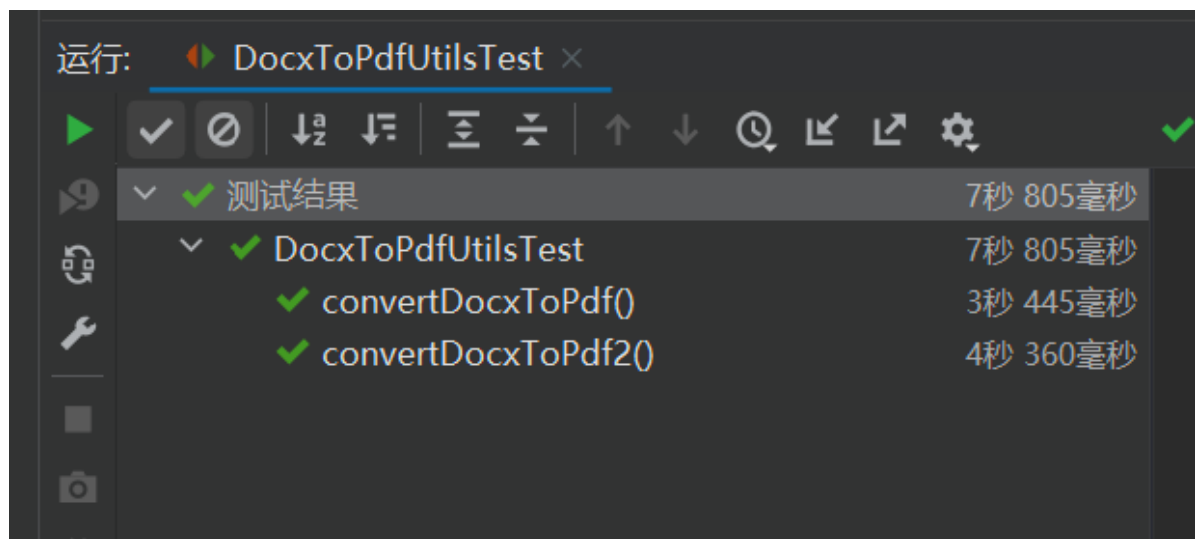 运行: DocxToPdfUtilsTest
测试结果 7秒 805毫秒
DocxToPdfUtilsTest 7秒 805毫秒
convertDocxToPdf() 3秒 445毫秒
convertDocxToPdf2() 4秒 360毫秒